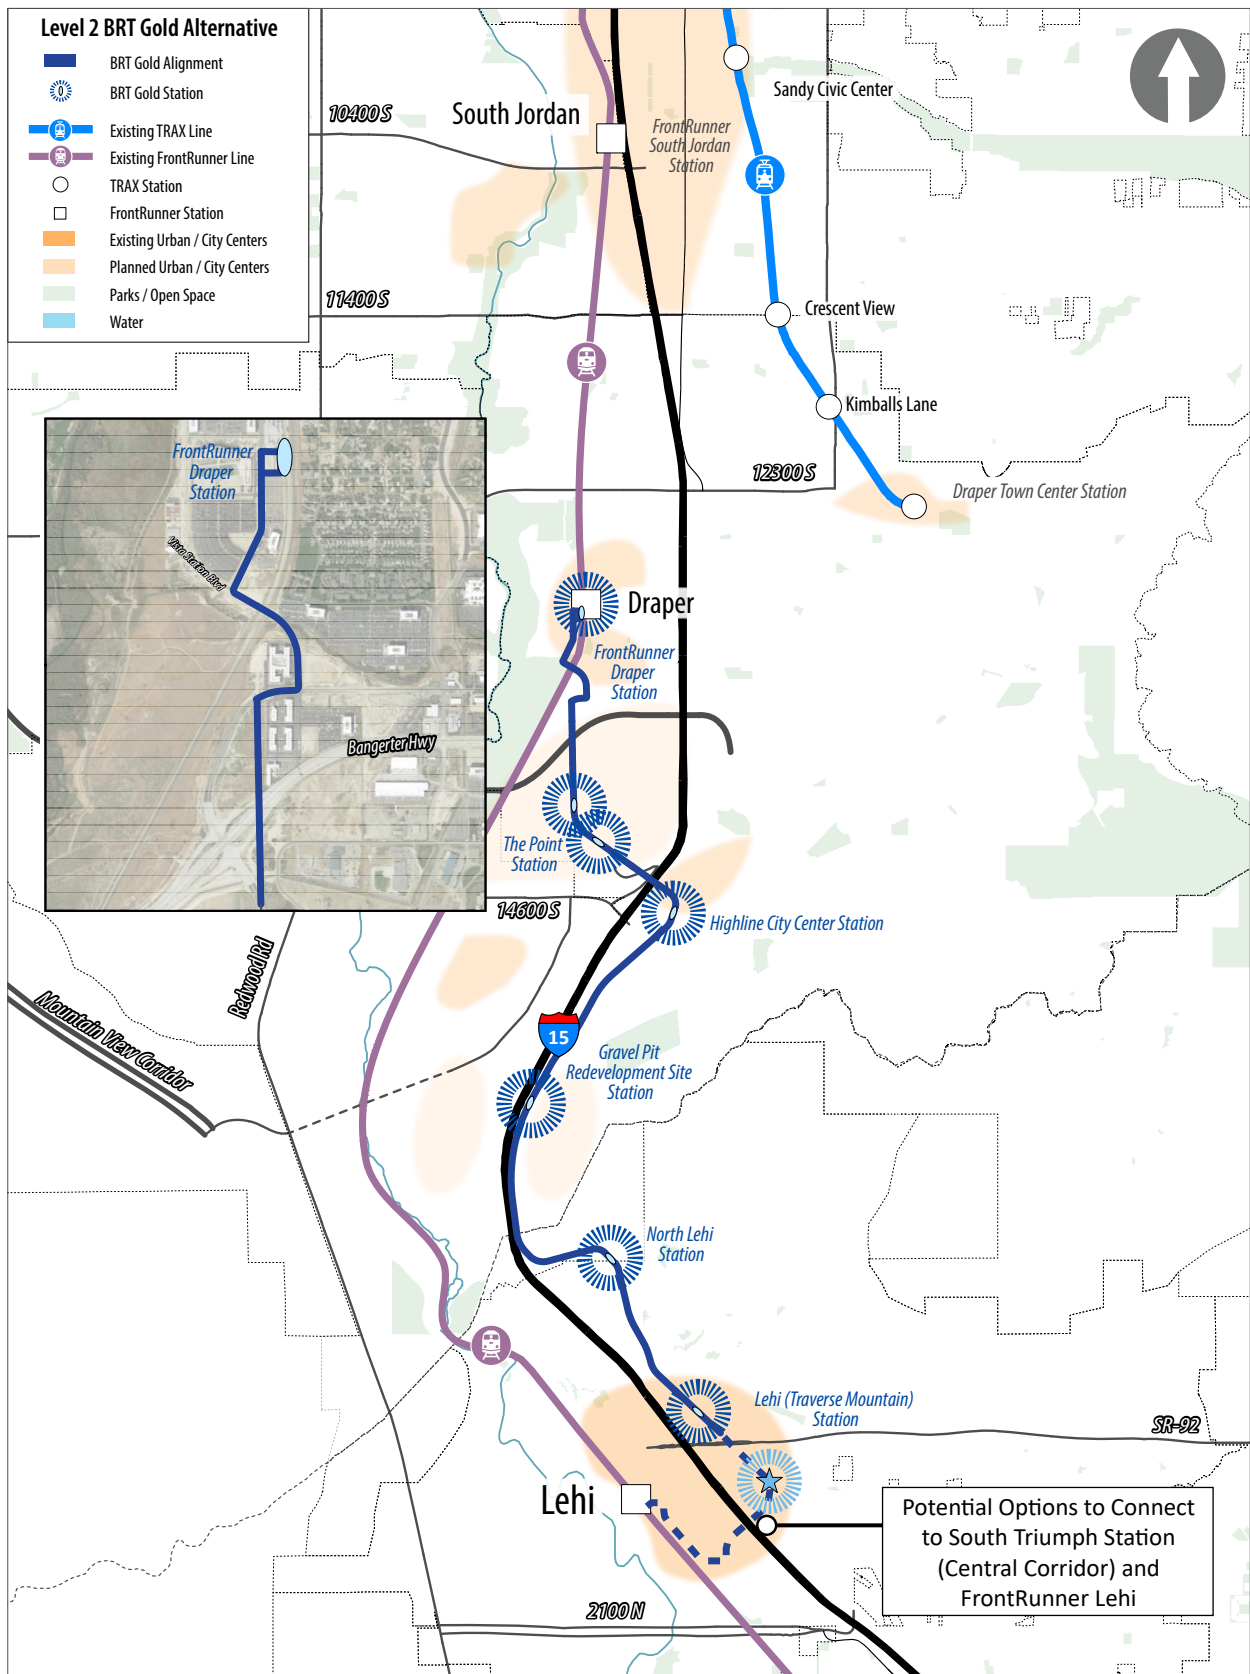 Level 2 BRT Gold Alternative
BRT Gold Alignment
BRT Gold Station
Existing TRAX Line
Existing FrontRunner Line
TRAX Station
FrontRunner Station
Existing Urban / City Centers
Planned Urban / City Centers
Parks / Open Space
Water
Sandy Civic Center
10400 S
South Jordan
FrontRunner
South Jordan
Station
11400 S
Crescent View
Kimballs Lane
12300 S
Draper Town Center Station
FrontRunner
Draper
Station
Vista Station Blvd
Bangerter Hwy
Draper
FrontRunner
Draper
Station
The Point
Station
14600 S
Highline City Center Station
Redwood Rd
Mountain View Corridor
15
Gravel Pit
Redevelopment Site
Station
North Lehi
Station
Lehi (Traverse Mountain)
Station
SR-92
Lehi
Potential Options to Connect
to South Triumph Station
(Central Corridor) and
FrontRunner Lehi
2100 N